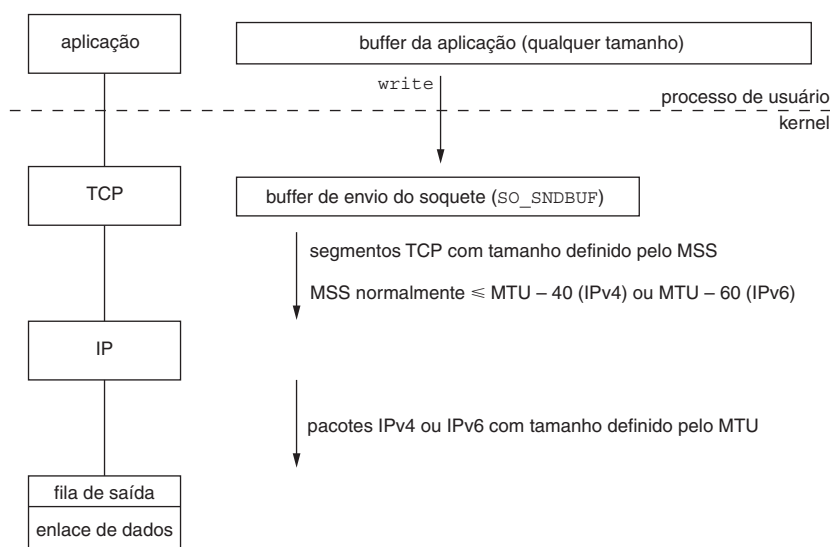 aplicação
buffer da aplicação (qualquer tamanho)
write
processo de usuário
kernel
TCP
buffer de envio do soquete (SO_SNDBUF)
segmentos TCP com tamanho definido pelo MSS
MSS normalmente ⩽ MTU – 40 (IPv4) ou MTU – 60 (IPv6)
IP
pacotes IPv4 ou IPv6 com tamanho definido pelo MTU
fila de saída
enlace de dados